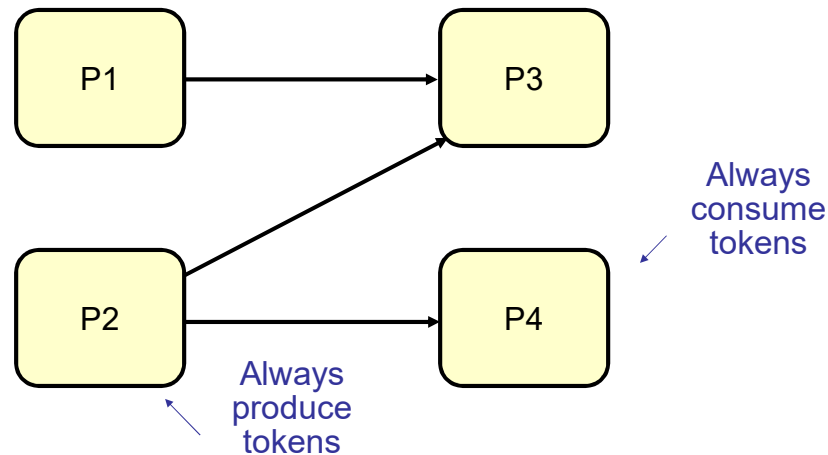 P1
P3
Always
consume
tokens
P2
P4
Always
produce
tokens